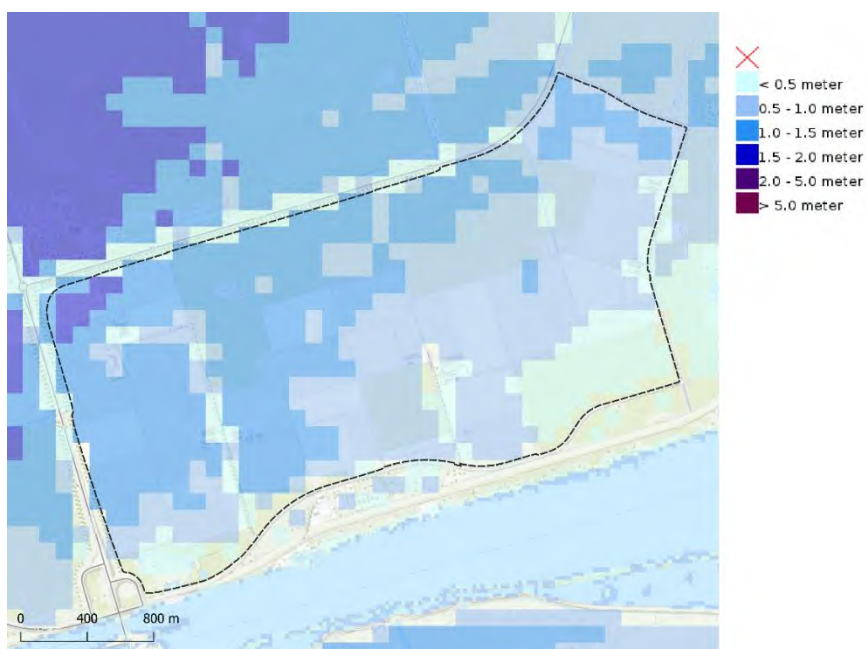 < 0.5 meter
0.5 - 1.0 meter
1.0 - 1.5 meter
1.5 - 2.0 meter
2.0 - 5.0 meter
> 5.0 meter
0 400 800 m